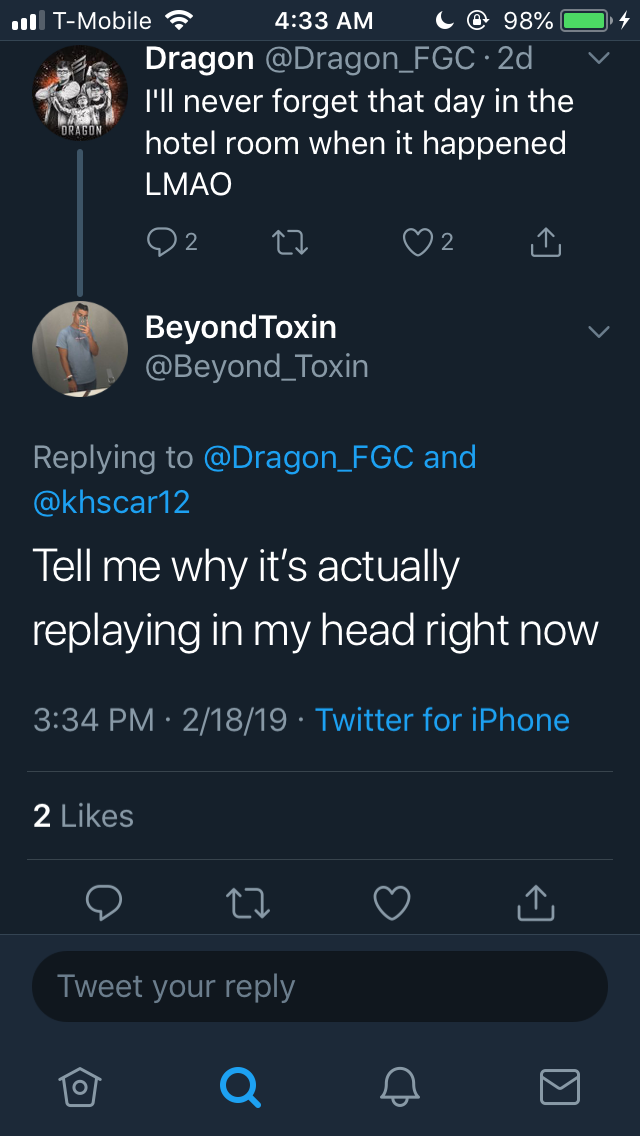 T-Mobile 4:33 AM 98%
Dragon @Dragon_FGC · 2d
I'll never forget that day in the
hotel room when it happened
LMAO
2 2
DRAGON
BeyondToxin
@Beyond_Toxin
Replying to @Dragon_FGC and
@khscar12
Tell me why it's actually
replaying in my head right now
3:34 PM · 2/18/19 · Twitter for iPhone
2 Likes
Tweet your reply